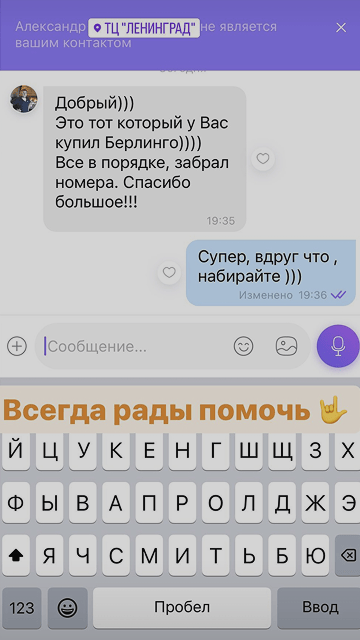 Александр ТЦ "ЛЕНИНГРАД" не является
вашим контактом
Добрый)))
Это тот который у Вас
купил Берлинго))))
Все в порядке, забрал
номера. Спасибо
большое!!!
19:35
Супер, вдруг что ,
набирайте )))
Изменено 19:36
Сообщение...
Всегда рады помочь 🤟
Й Ц У К Е Н Г Ш Щ З Х
Ф Ы В А П Р О Л Д Ж Э
Я Ч С М И Т Ь Б Ю
123 Пробел Ввод